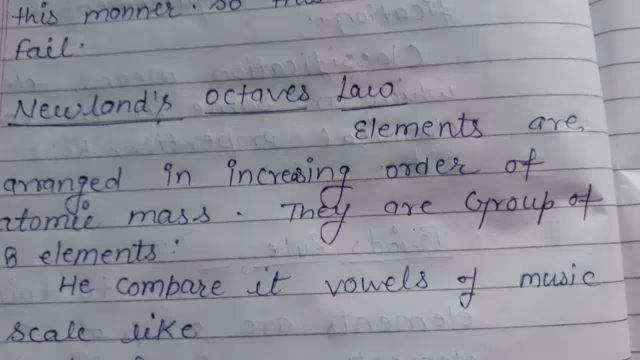 this manner. So this
fail.
Newland's octaves Law
Elements are
arranged in increasing order of
atomic mass. They are Group of
8 elements:
He compare it vowels of music
scale like